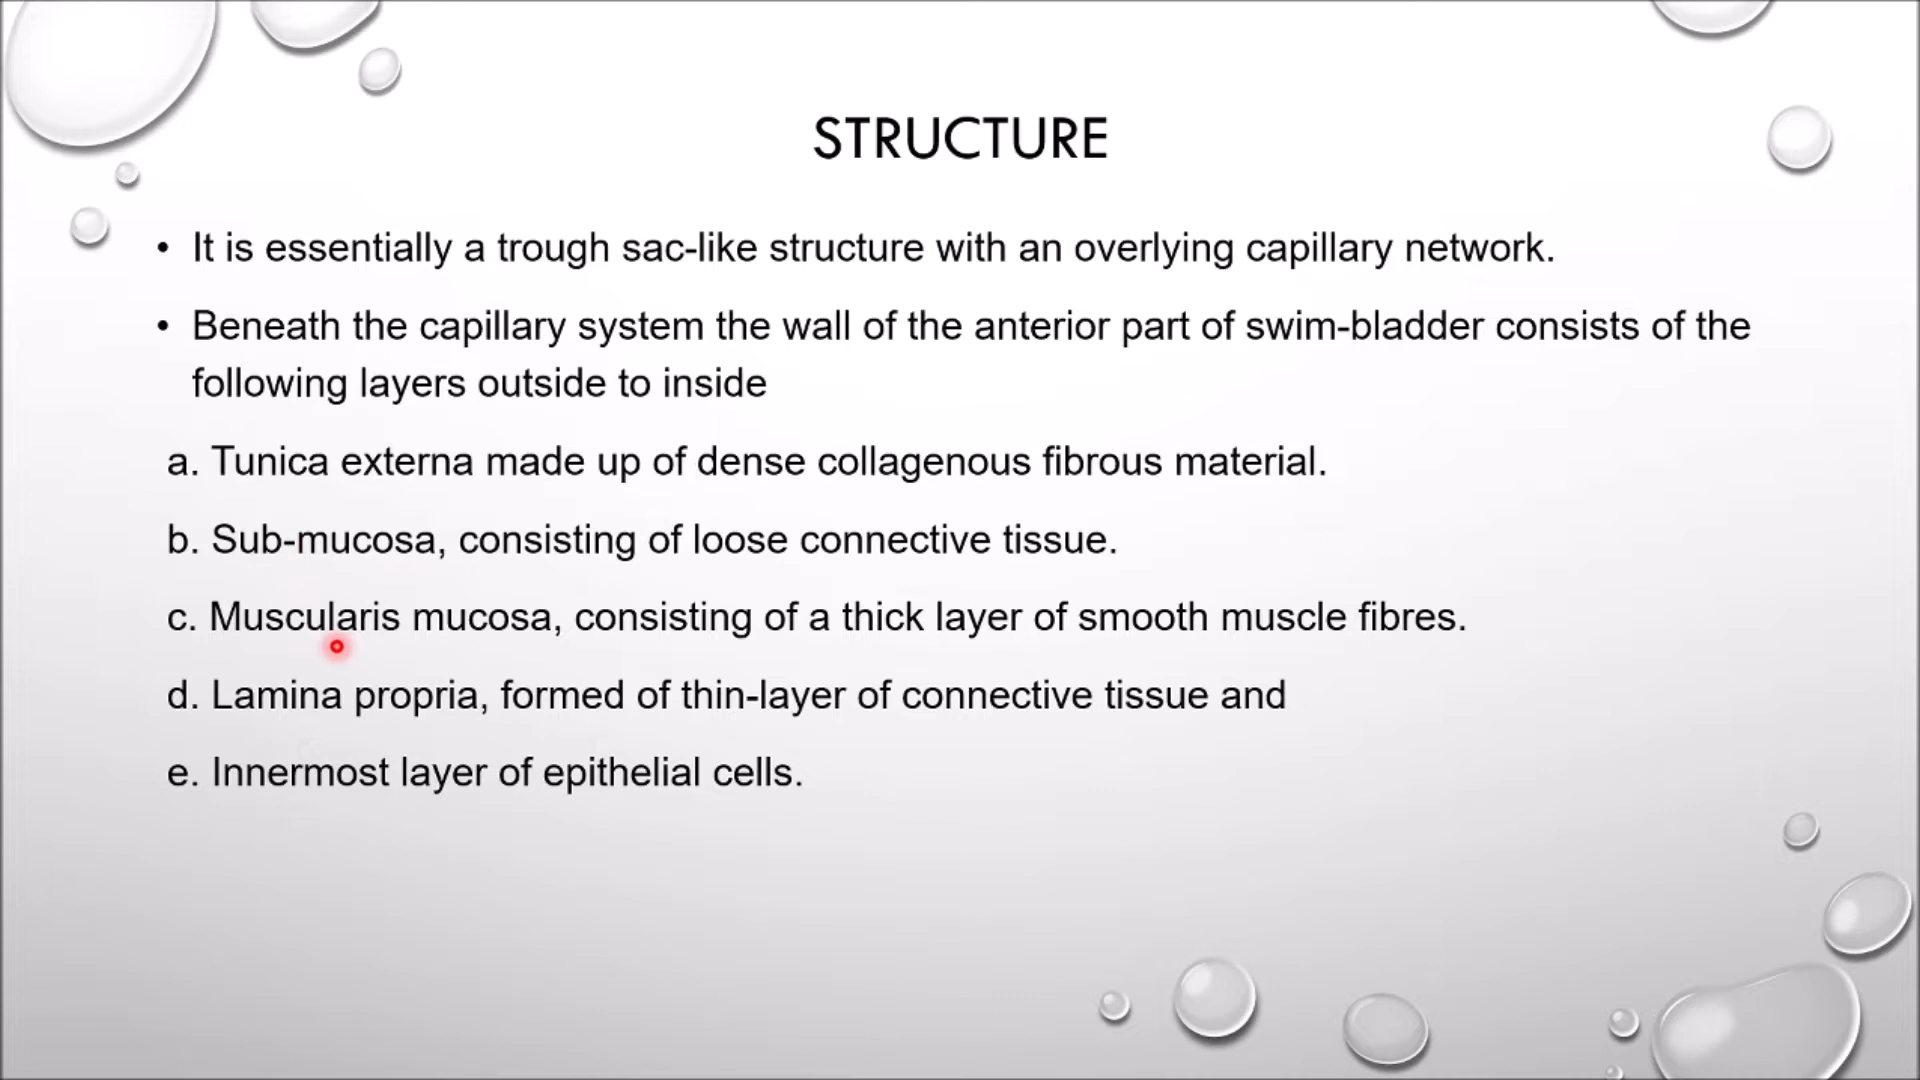 STRUCTURE
• It is essentially a trough sac-like structure with an overlying capillary network.
• Beneath the capillary system the wall of the anterior part of swim-bladder consists of the
following layers outside to inside
a. Tunica externa made up of dense collagenous fibrous material.
b. Sub-mucosa, consisting of loose connective tissue.
c. Muscularis mucosa, consisting of a thick layer of smooth muscle fibres.
d. Lamina propria, formed of thin-layer of connective tissue and
e. Innermost layer of epithelial cells.